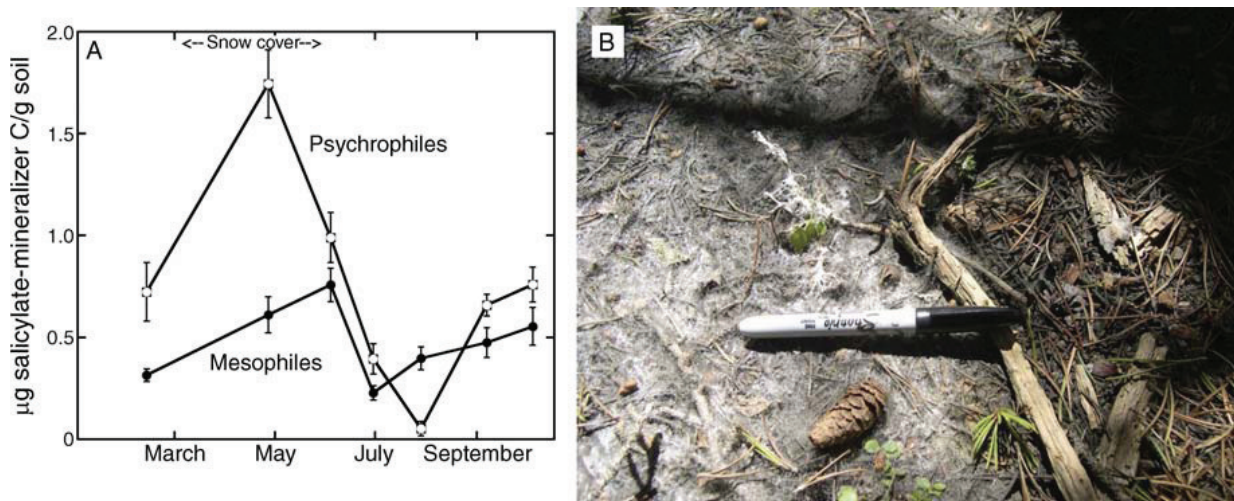 A
<-- Snow cover-->
2.0
1.5
1.0
0.5
0
µg salicylate-mineralizer C/g soil
Psychrophiles
Mesophiles
March May July September
B
Sharpie